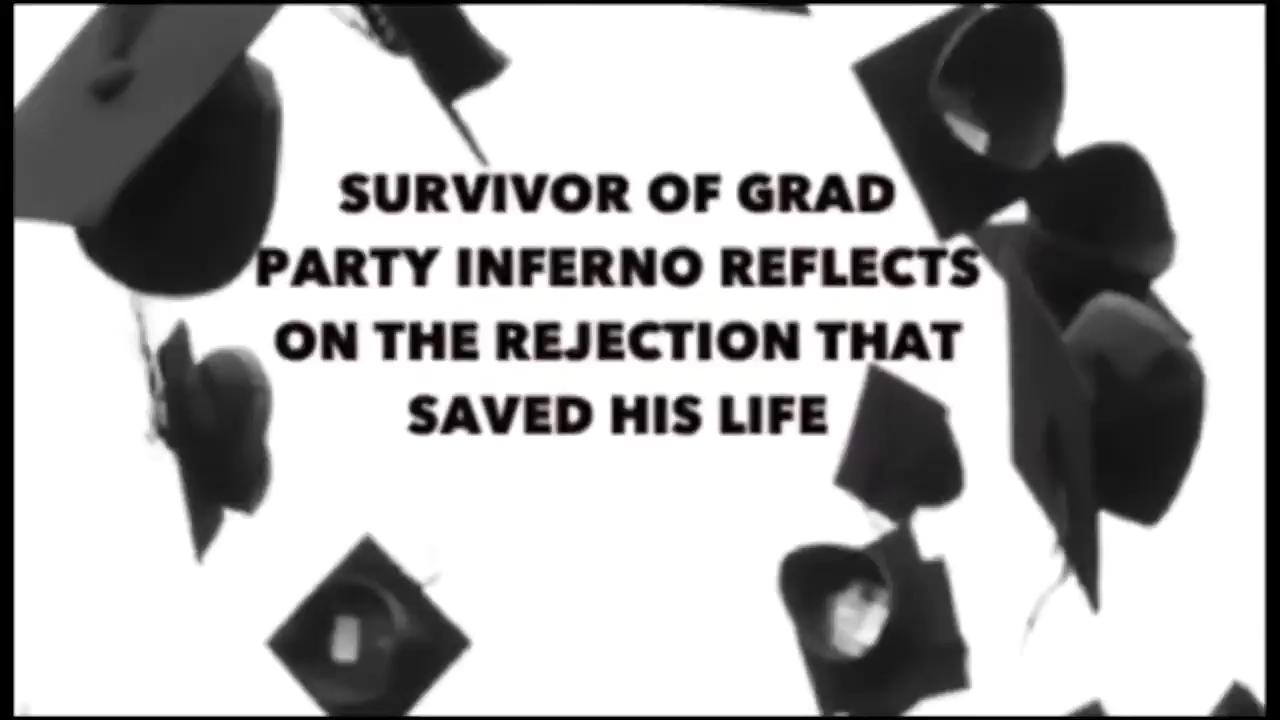 SURVIVOR OF GRAD
PARTY INFERNO REFLECTS
ON THE REJECTION THAT
SAVED HIS LIFE